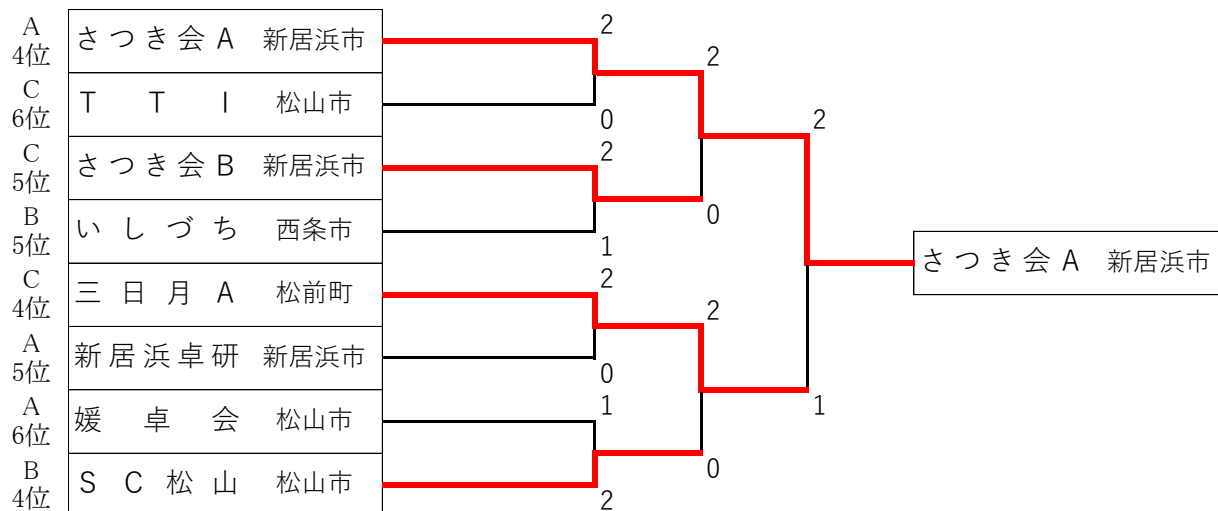 A
4位
さつき会A 新居浜市
2
2
C
6位
TTI 松山市
0
2
C
5位
さつき会B 新居浜市
2
0
B
5位
いしづち 西条市
1
さつき会A 新居浜市
C
4位
三日月A 松前町
2
2
A
5位
新居浜卓研 新居浜市
0
1
A
6位
媛卓会 松山市
1
0
B
4位
SC松山 松山市
2